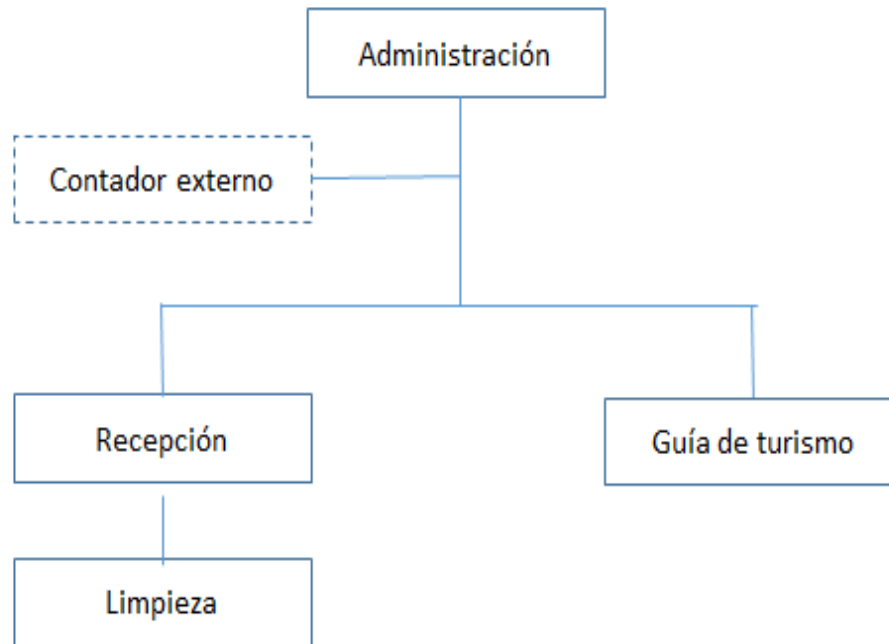 Administración
Contador externo
Recepción
Guía de turismo
Limpieza